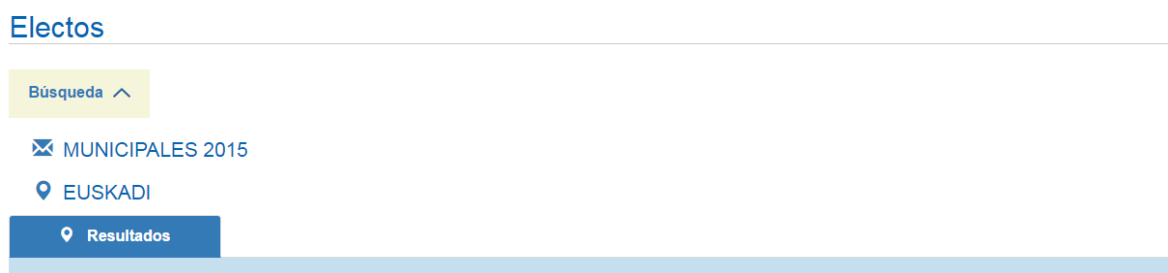 Electos
Búsqueda
MUNICIPALES 2015
EUSKADI
Resultados